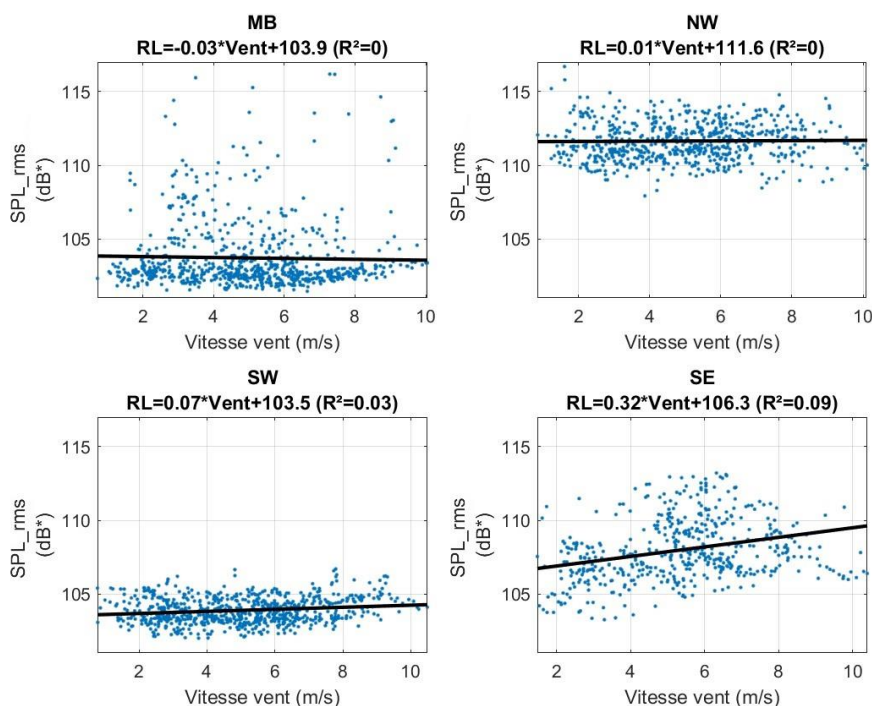 MB
RL=-0.03*Vent+103.9 (R²=0)
115
110
105
SPL_rms
(dB*)
2 4 6 8 10
Vitesse vent (m/s)
NW
RL=0.01*Vent+111.6 (R²=0)
115
110
105
SPL_rms
(dB*)
2 4 6 8 10
Vitesse vent (m/s)
SW
RL=0.07*Vent+103.5 (R²=0.03)
115
110
105
SPL_rms
(dB*)
2 4 6 8 10
Vitesse vent (m/s)
SE
RL=0.32*Vent+106.3 (R²=0.09)
115
110
105
SPL_rms
(dB*)
2 4 6 8 10
Vitesse vent (m/s)